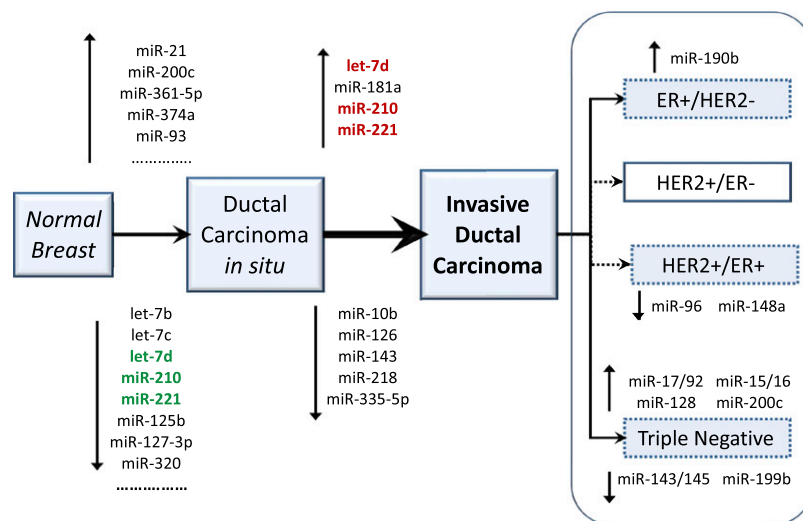 miR-21
miR-200c
miR-361-5p
miR-374a
miR-93
..............
let-7d
miR-181a
miR-210
miR-221
miR-190b
ER+/HER2-
Normal
Breast
Ductal
Carcinoma
in situ
Invasive
Ductal
Carcinoma
HER2+/ER-
HER2+/ER+
miR-96 miR-148a
let-7b
let-7c
let-7d
miR-210
miR-221
miR-125b
miR-127-3p
miR-320
................
miR-10b
miR-126
miR-143
miR-218
miR-335-5p
miR-17/92 miR-15/16
miR-128 miR-200c
Triple Negative
miR-143/145 miR-199b